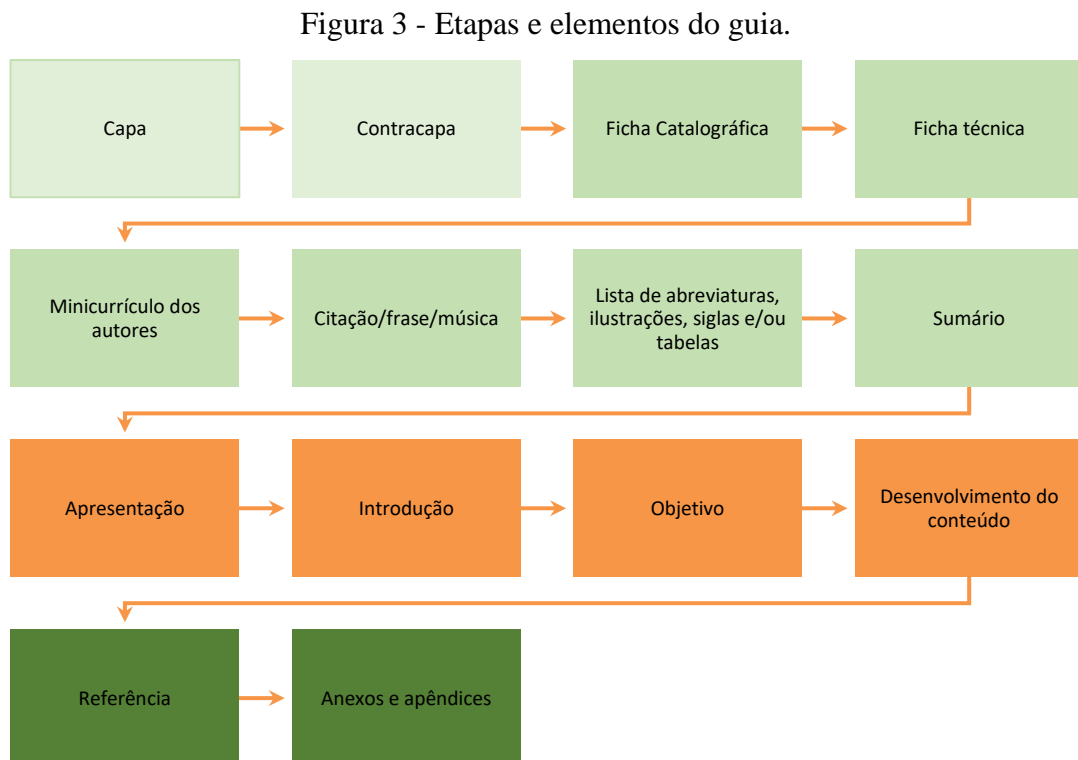 Figura 3 - Etapas e elementos do guia.
Capa
Contracapa
Ficha Catalográfica
Ficha técnica
Minicurrículo dos
autores
Citação/frase/música
Lista de abreviaturas,
ilustrações, siglas e/ou
tabelas
Sumário
Apresentação
Introdução
Objetivo
Desenvolvimento do
conteúdo
Referência
Anexos e apêndices